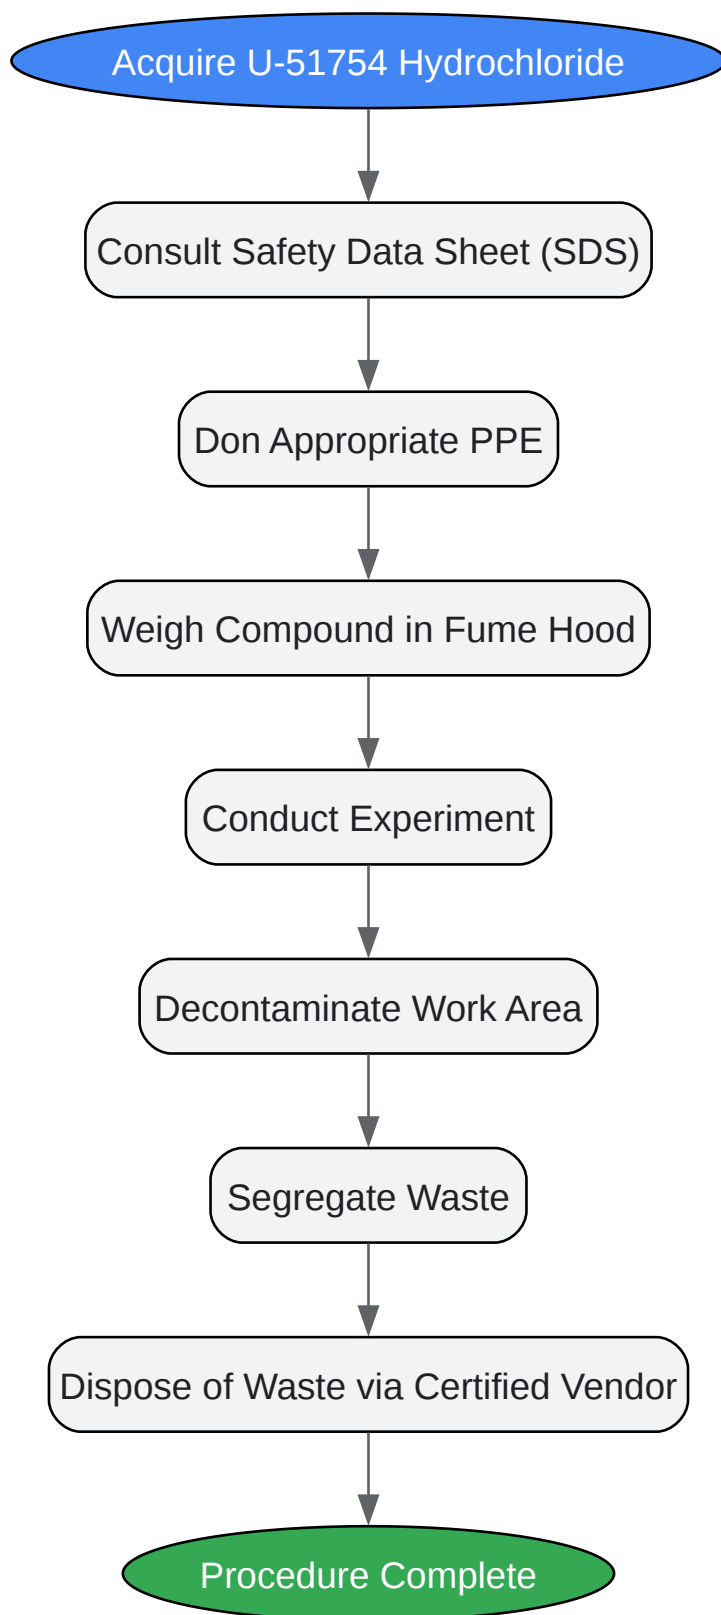 Acquire U-51754 Hydrochloride
Consult Safety Data Sheet (SDS)
Don Appropriate PPE
Weigh Compound in Fume Hood
Conduct Experiment
Decontaminate Work Area
Segregate Waste
Dispose of Waste via Certified Vendor
Procedure Complete